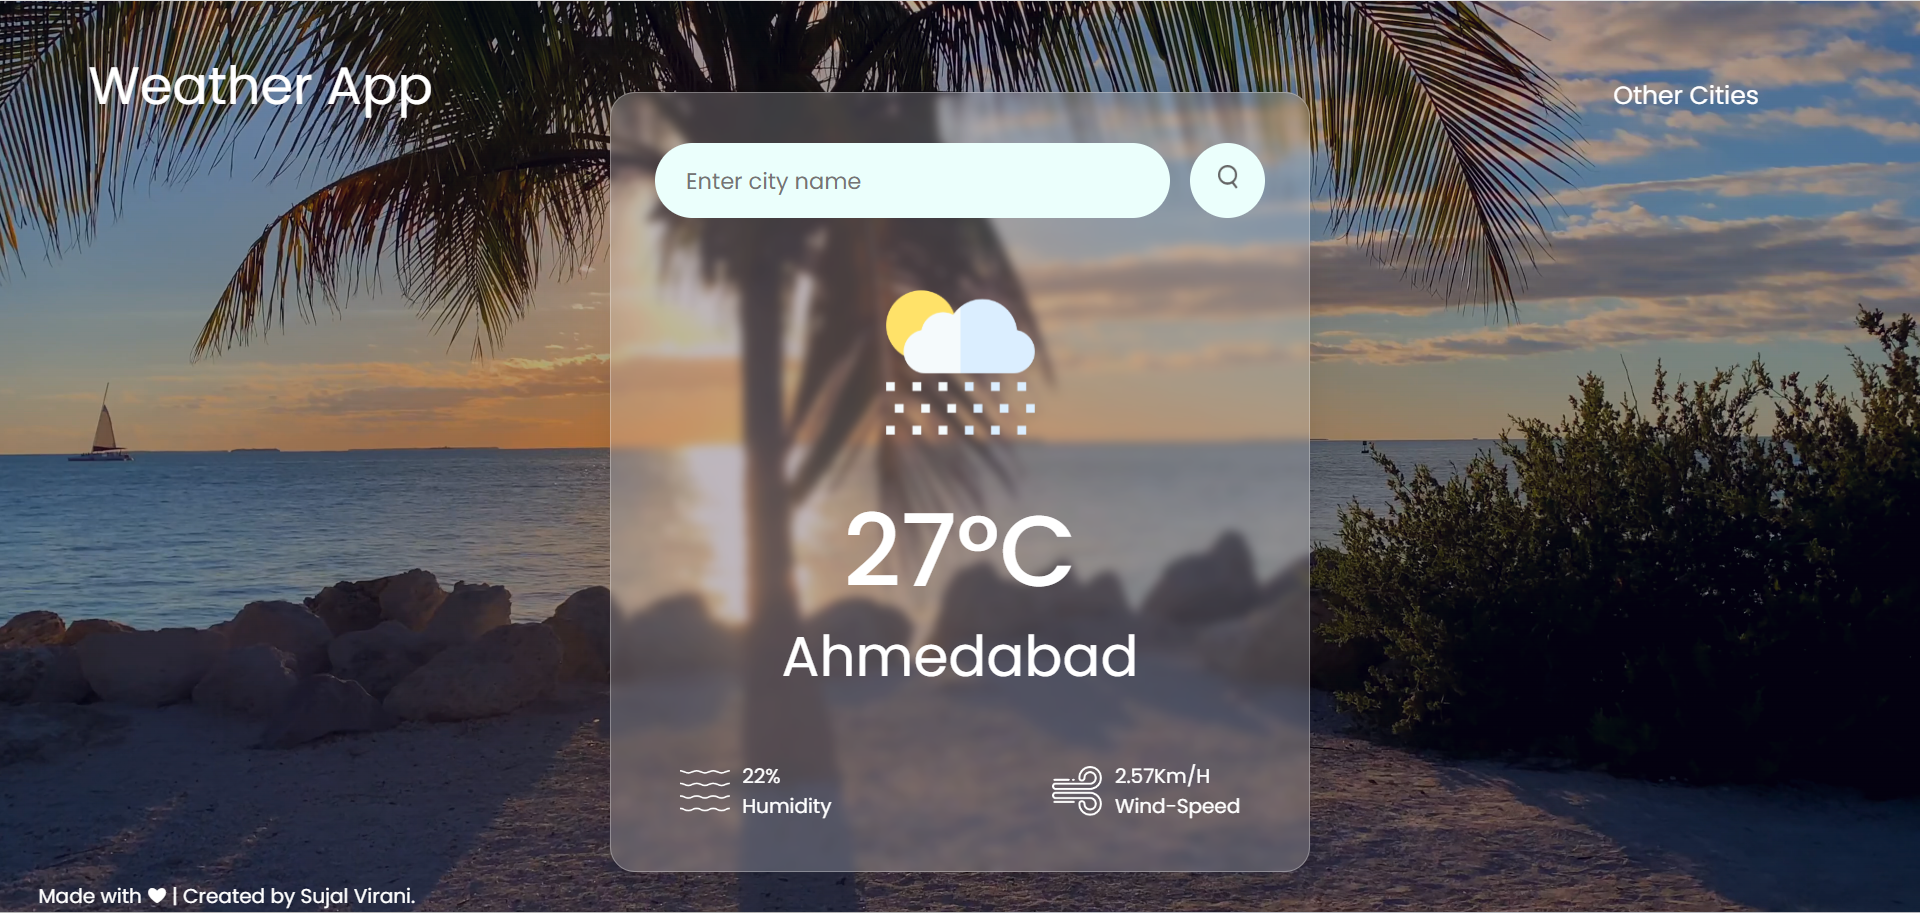 Weather App
Other Cities
Enter city name
27°C
Ahmedabad
22%
Humidity
2.57Km/H
Wind-Speed
Made with ♥ | Created by Sujal Virani.